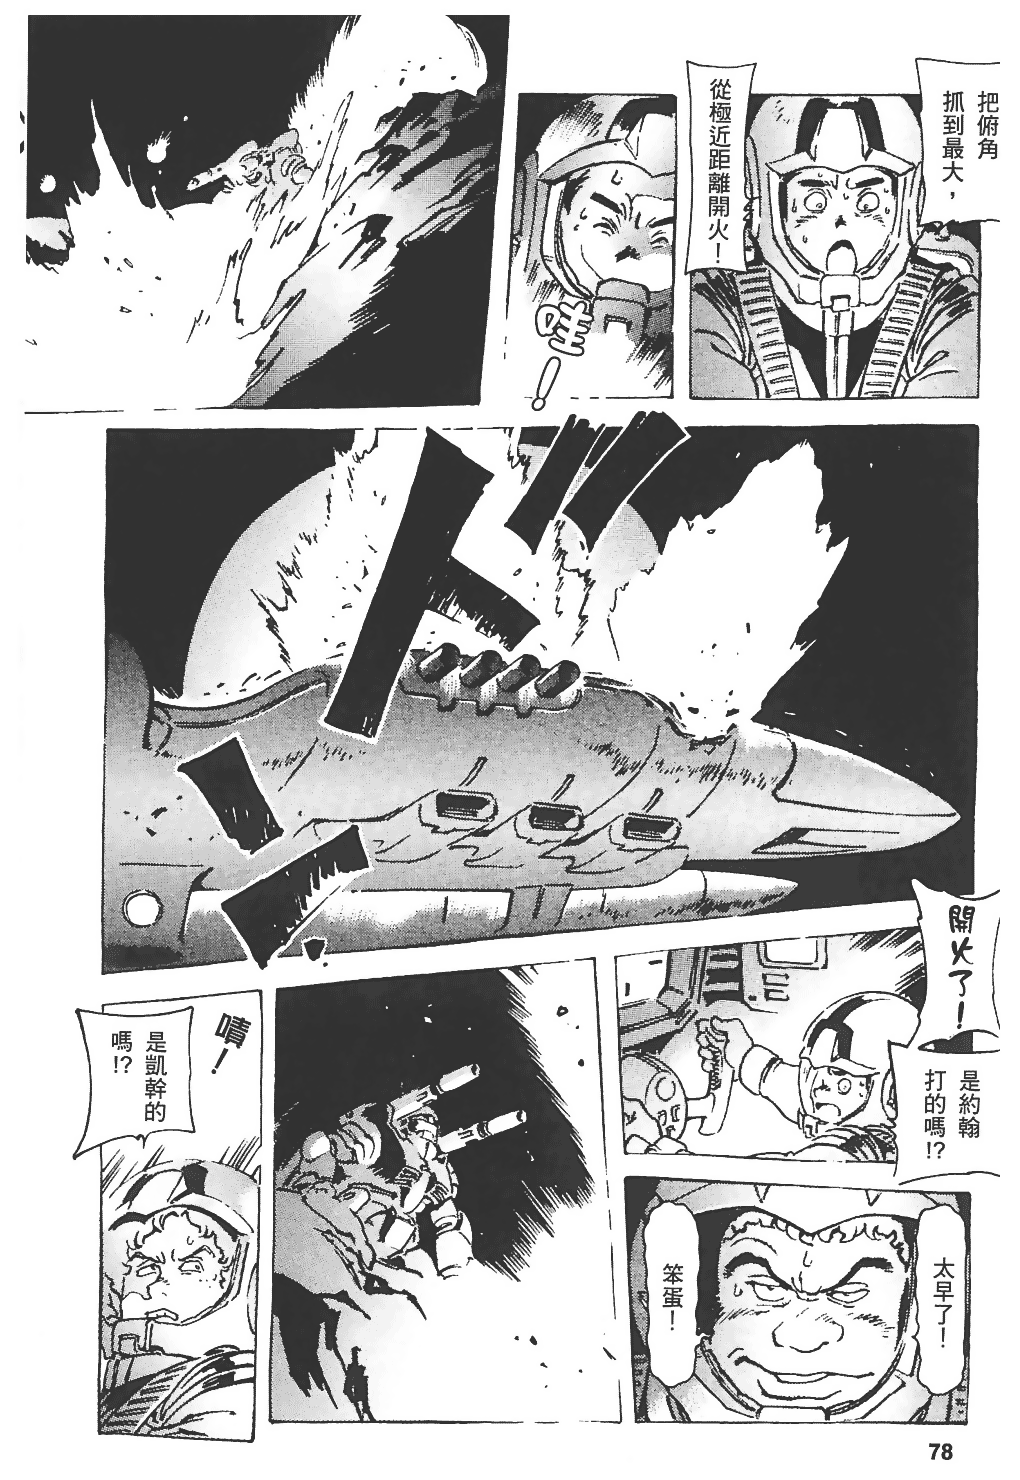 把俯角
抓到最大，
從極近距離開火！
哇！
開火了！
是約翰
打的嗎!?
太早了！
笨蛋！
嘖！
是凱幹的
嗎!?
78